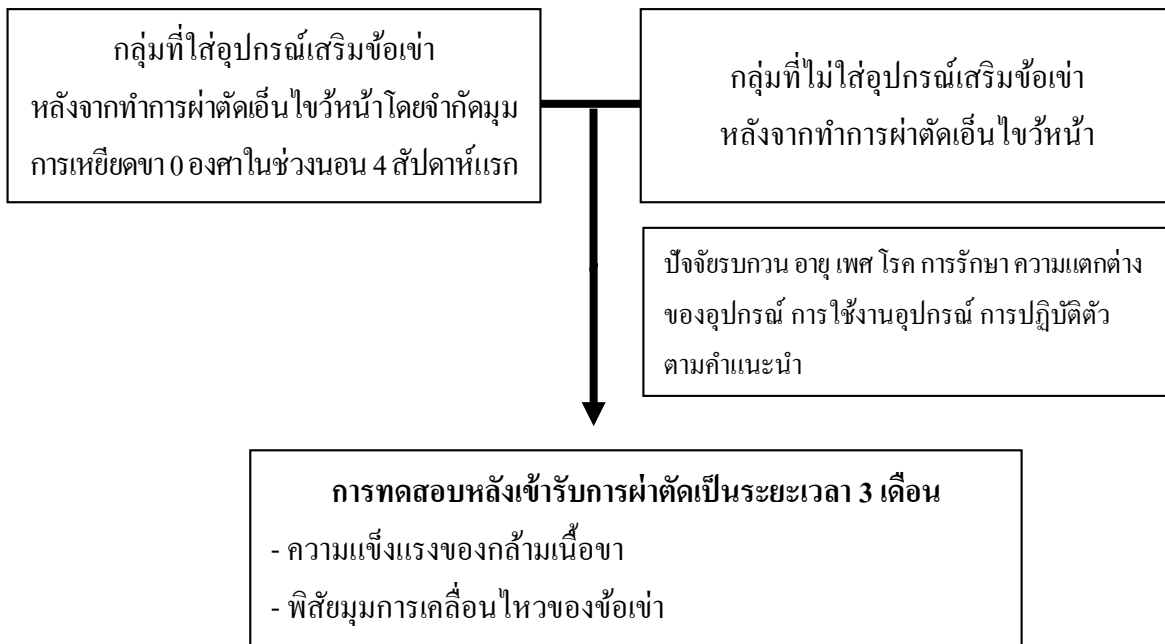 กลุ่มที่ใส่อุปกรณ์เสริมข้อเข่า
หลังจากทำการผ่าตัดเอ็นไขว้หน้าโดยจำกัดมุม
การเหยียดขา 0 องศาในช่วงนอน 4 สัปดาห์แรก
กลุ่มที่ไม่ใส่อุปกรณ์เสริมข้อเข่า
หลังจากทำการผ่าตัดเอ็นไขว้หน้า
ปัจจัยรบกวน อายุ เพศ โรค การรักษา ความแตกต่าง
ของอุปกรณ์ การใช้งานอุปกรณ์ การปฏิบัติตัว
ตามคำแนะนำ
การทดสอบหลังเข้ารับการผ่าตัดเป็นระยะเวลา 3 เดือน
- ความแข็งแรงของกล้ามเนื้อขา
- พิสัยมุมการเคลื่อนไหวของข้อเข่า